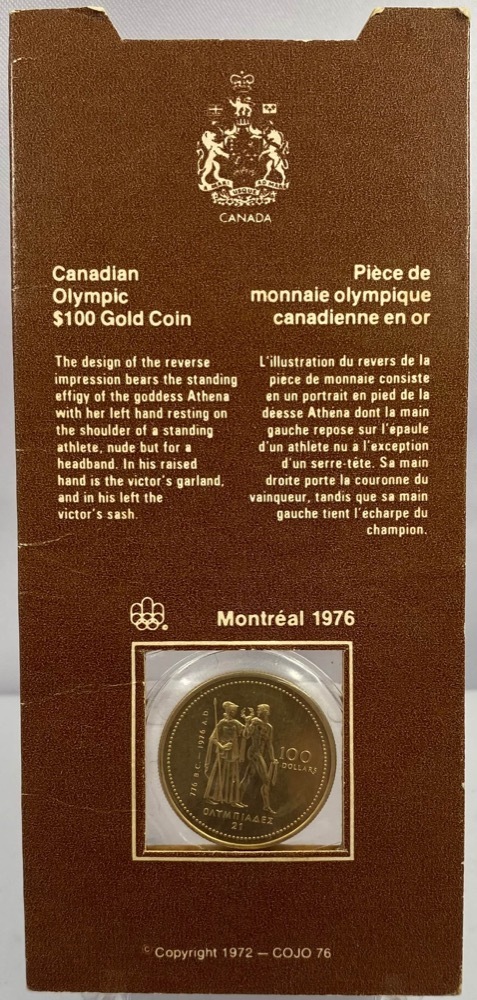 CANADA
Canadian
Olympic
$100 Gold Coin
Pièce de
monnaie olympique
canadienne en or
The design of the reverse
impression bears the standing
effigy of the goddess Athena
with her left hand resting on
the shoulder of a standing
athlete, nude but for a
headband. In his raised
hand is the victor's garland,
and in his left the
victor's sash.
L'illustration du revers de la
pièce de monnaie consiste
en un portrait en pied de la
déesse Athéna dont la main
gauche repose sur l'épaule
d'un athlète nu à l'exception
d'un serre-tête. Sa main
droite porte la couronne du
vainqueur, tandis que sa main
gauche tient l'écharpe du
champion.
Montréal 1976
776 B.C. — 1976 A.D.
100
DOLLARS
ΟΛΥΜΠΙΑΔΕΣ
21
© Copyright 1972 — COJO 76